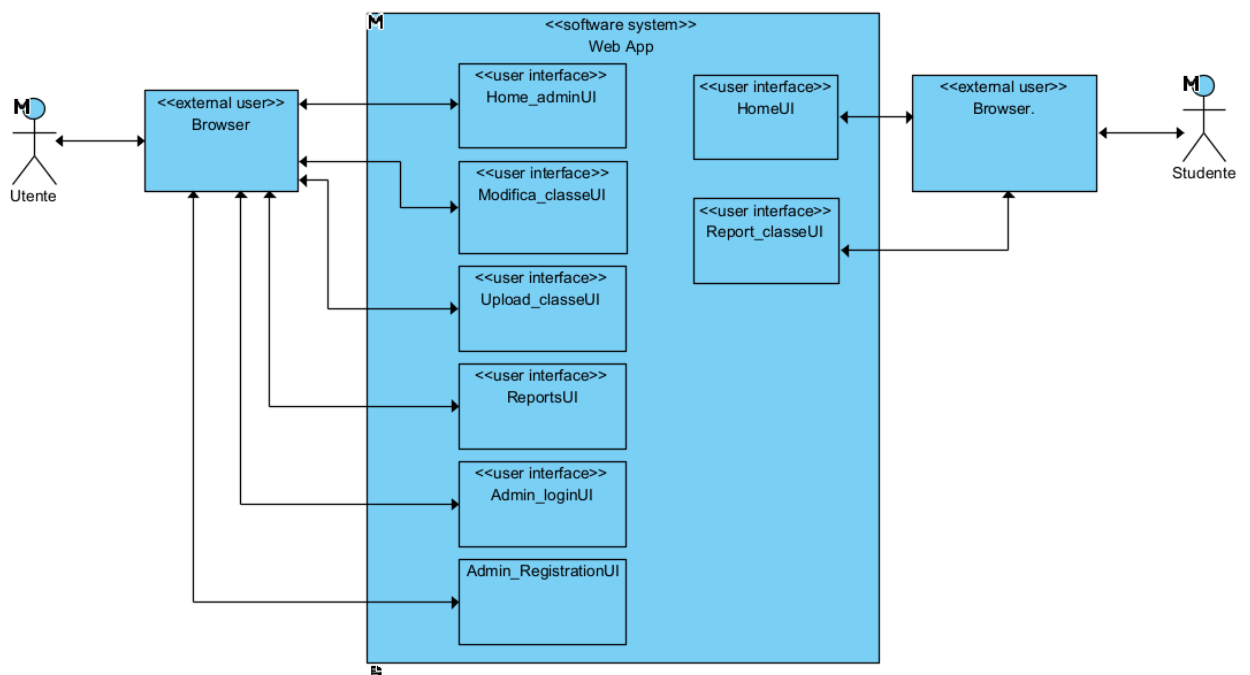 <<software system>>
Web App
M
Utente
<<external user>>
Browser
<<user interface>>
Home_adminUI
<<user interface>>
Modifica_classeUI
<<user interface>>
Upload_classeUI
<<user interface>>
ReportsUI
<<user interface>>
Admin_loginUI
Admin_RegistrationUI
<<user interface>>
HomeUI
<<user interface>>
Report_classeUI
<<external user>>
Browser.
M
Studente
M